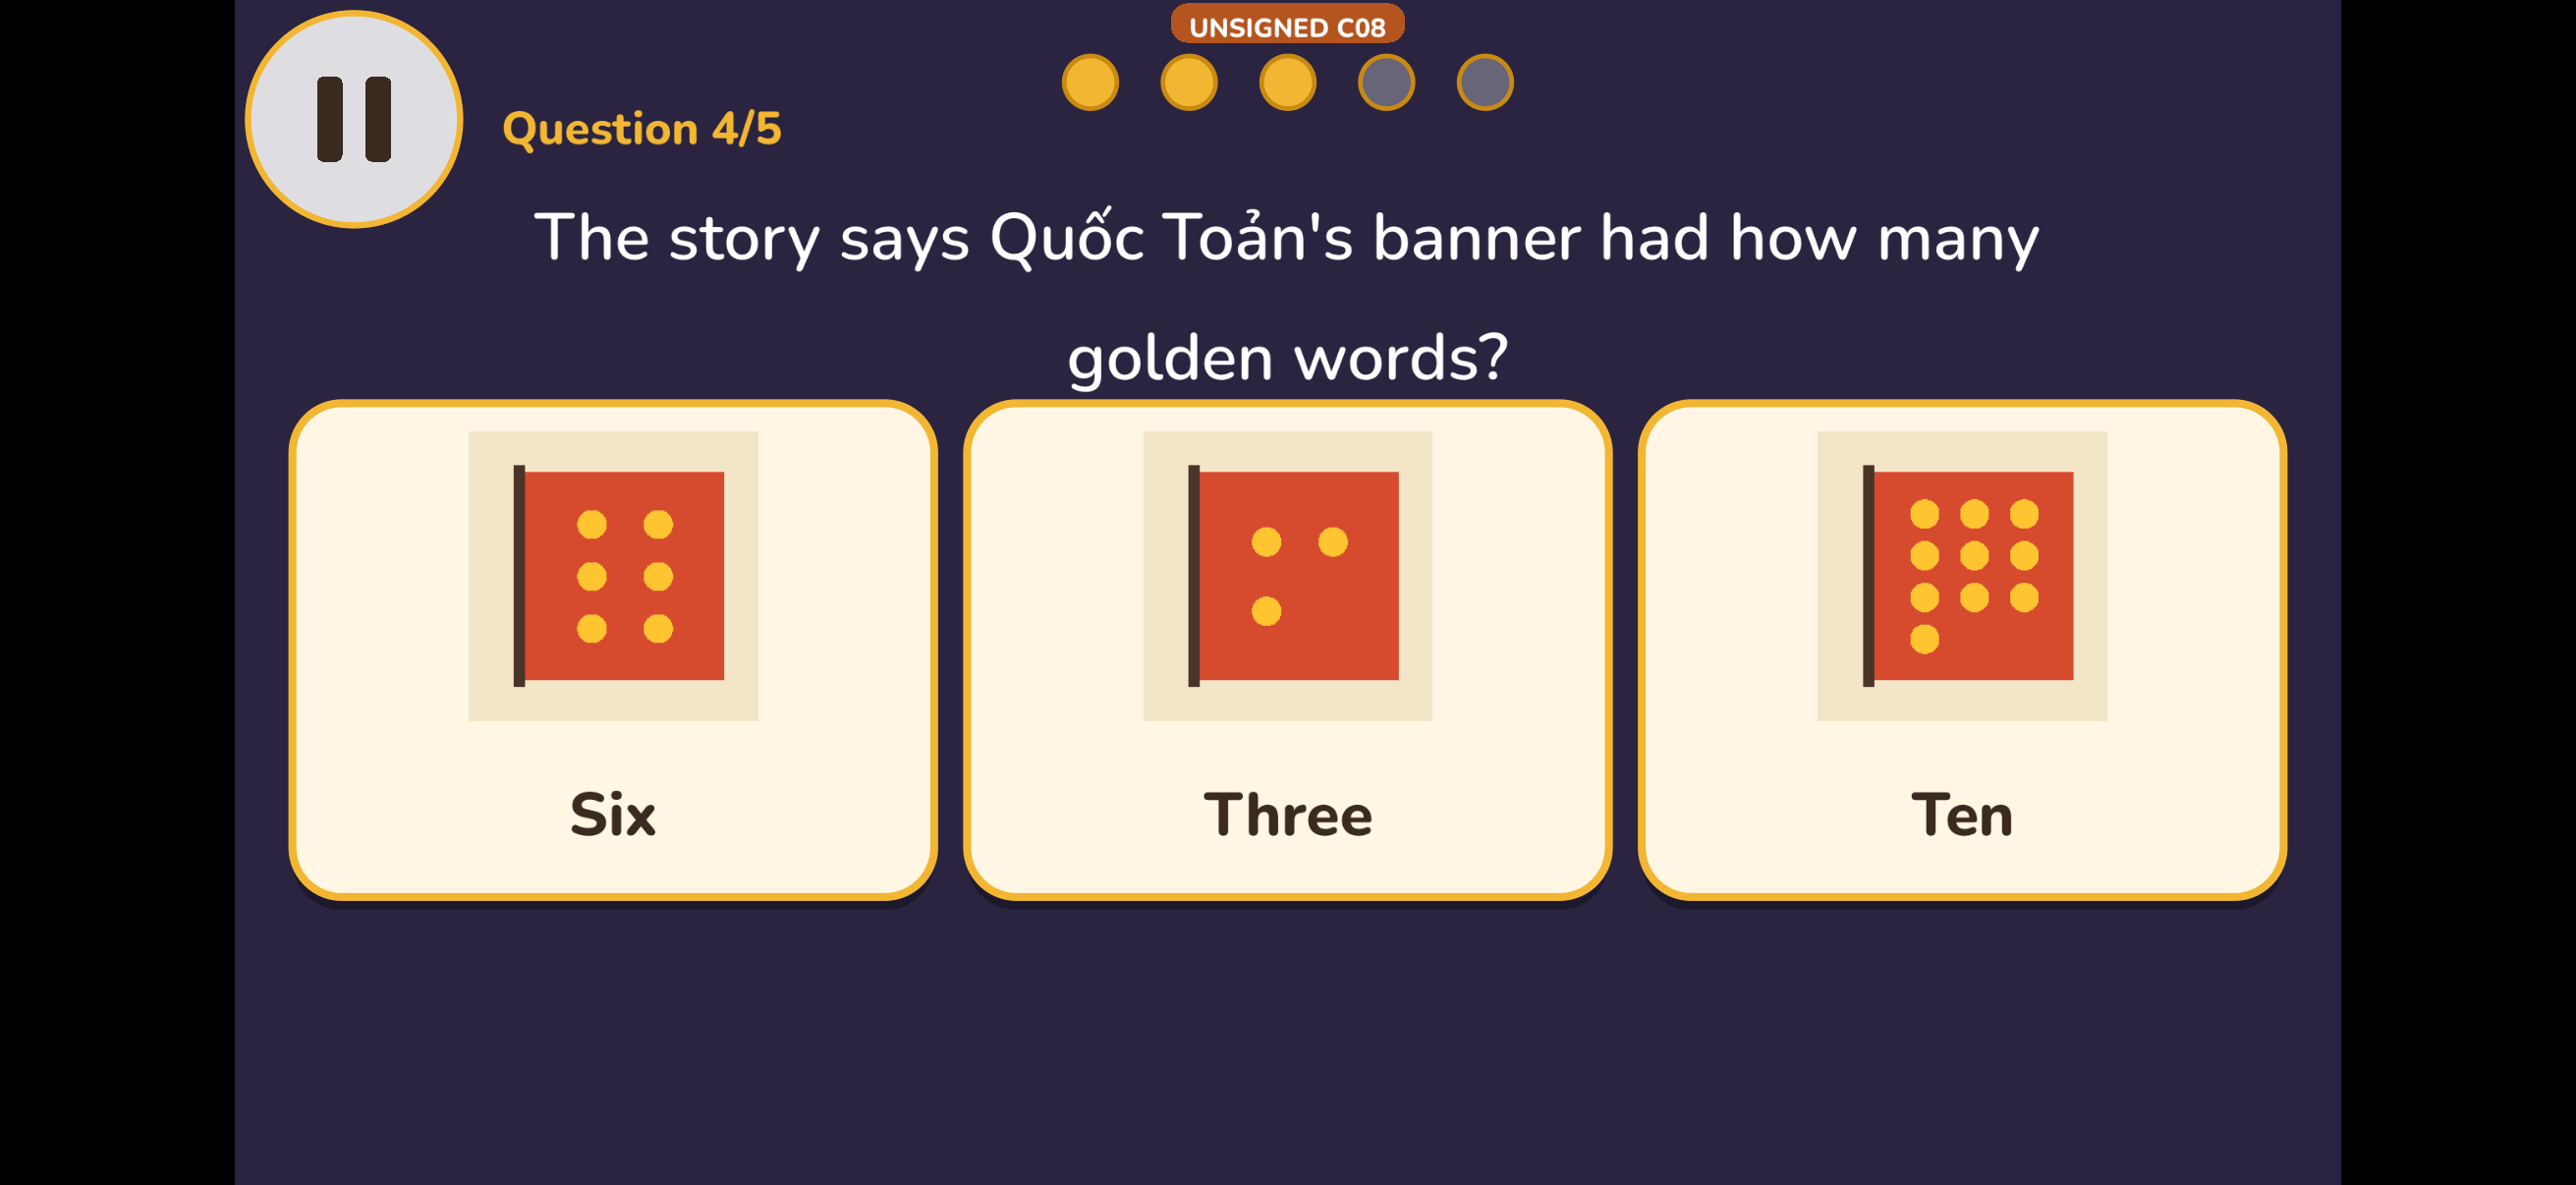 UNSIGNED C08
Question 4/5
The story says Quốc Toản's banner had how many
golden words?
Six
Three
Ten